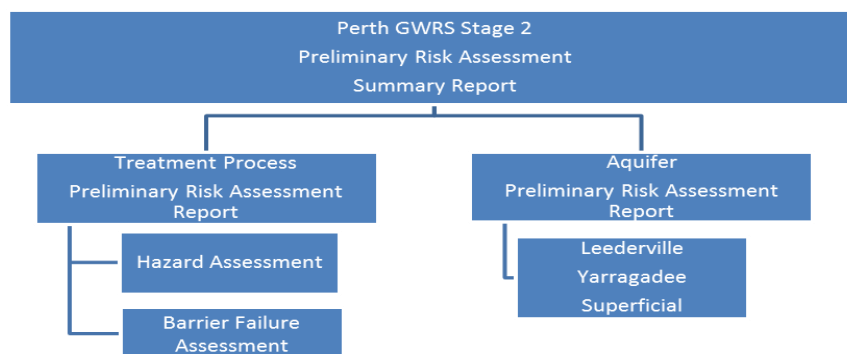 Perth GWRS Stage 2
Preliminary Risk Assessment
Summary Report
Treatment Process
Preliminary Risk Assessment
Report
Hazard Assessment
Barrier Failure
Assessment
Aquifer
Preliminary Risk Assessment
Report
Leederville
Yarragadee
Superficial